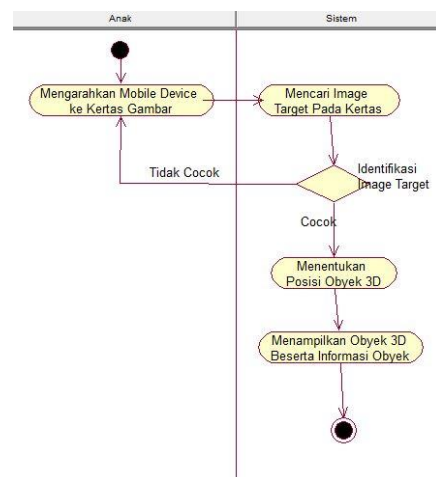 Anak
Sistem
Mengarahkan Mobile Device
ke Kertas Gambar
Mencari Image
Target Pada Kertas
Tidak Cocok
Identifikasi
Image Target
Cocok
Menentukan
Posisi Obyek 3D
Menampilkan Obyek 3D
Beserta Informasi Obyek